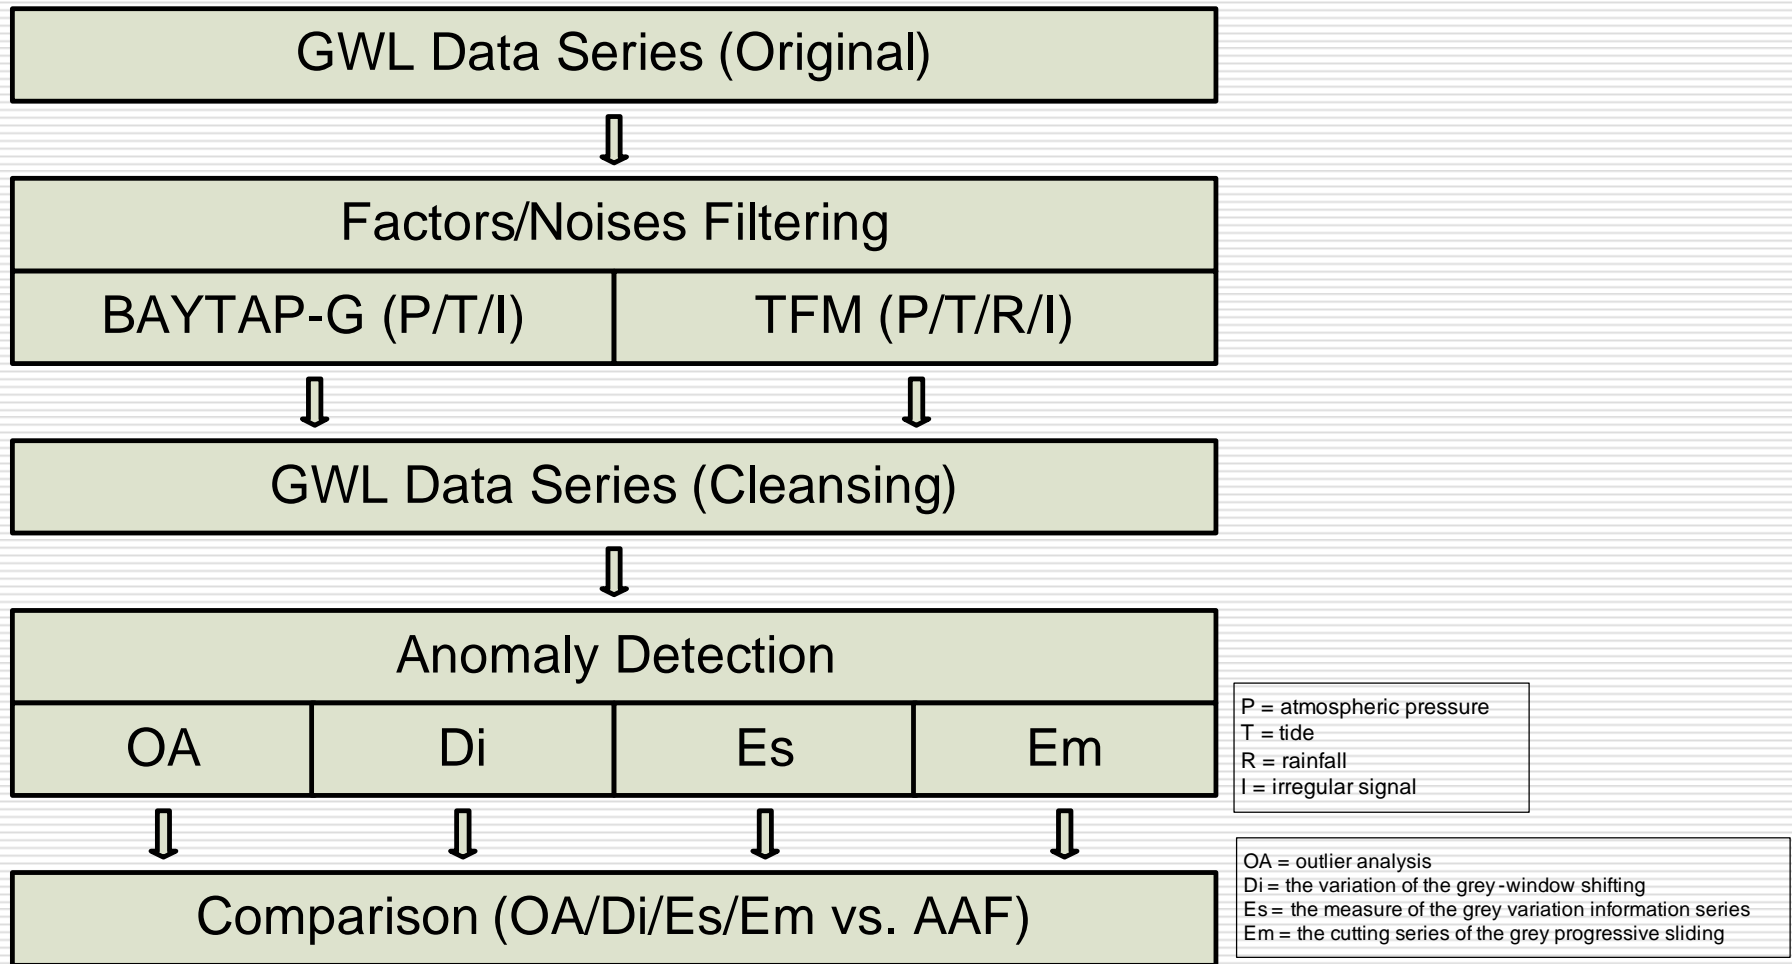 GWL Data Series (Original)
Factors/Noises Filtering
BAYTAP-G (P/T/I)
TFM (P/T/R/I)
GWL Data Series (Cleansing)
Anomaly Detection
OA
Di
Es
Em
Comparison (OA/Di/Es/Em vs. AAF)
P = atmospheric pressure
T = tide
R = rainfall
I = irregular signal
OA = outlier analysis
Di = the variation of the grey-window shifting
Es = the measure of the grey variation information series
Em = the cutting series of the grey progressive sliding